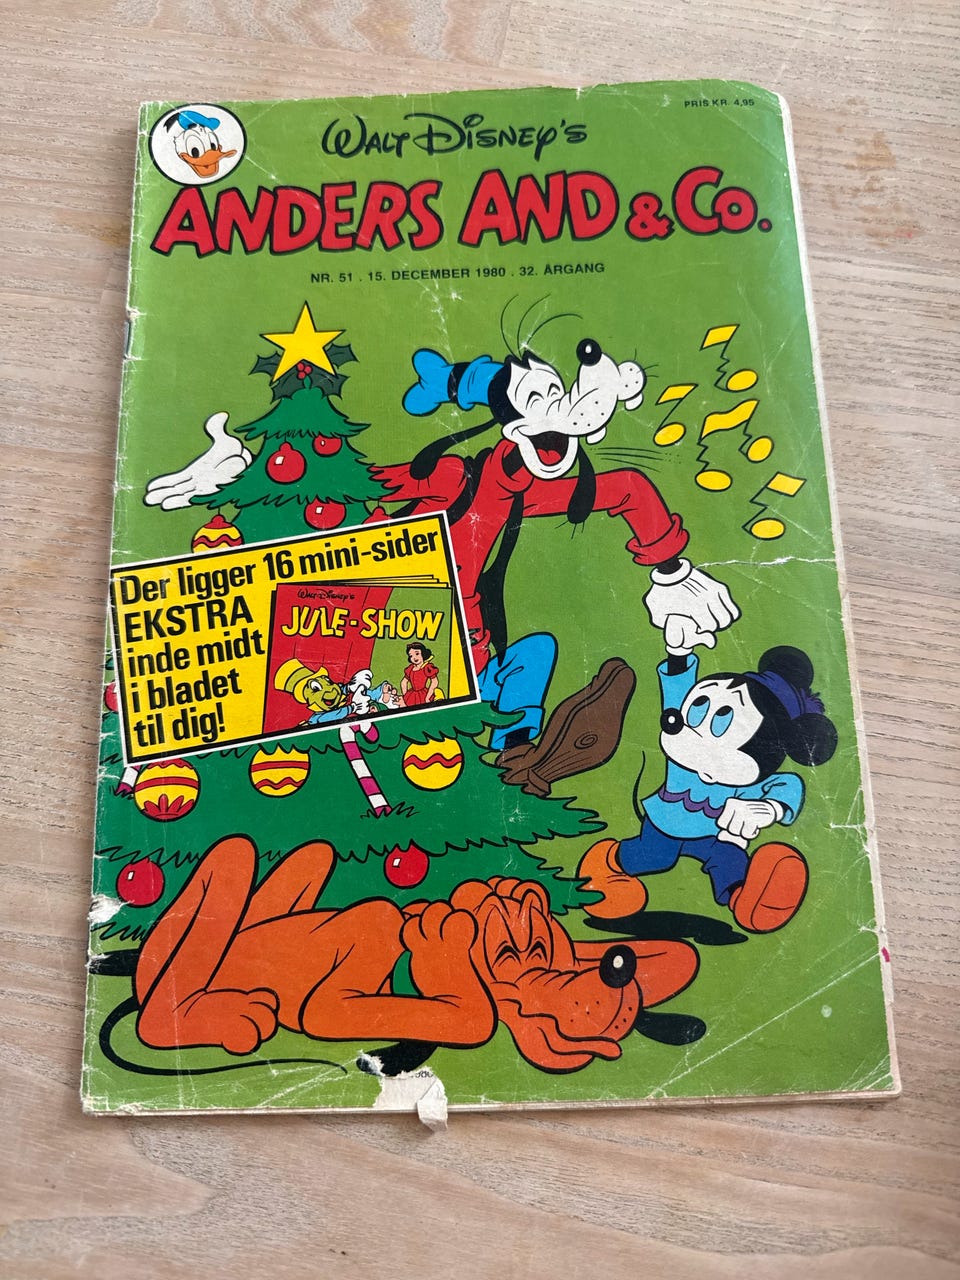 PRIS KR. 4,95
WALT DISNEY'S
ANDERS AND & Co.
NR. 51 . 15. DECEMBER 1980 . 32. ÅRGANG
Der ligger 16 mini-sider
EKSTRA
inde midt
i bladet
til dig!
WALT DISNEY'S
JULE-SHOW